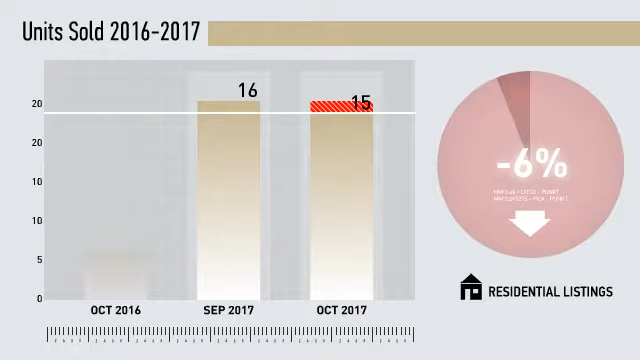 Units Sold 2016-2017
16
15
20
20
10
10
5
0
-6%
OCT 2016
SEP 2017
OCT 2017
RESIDENTIAL LISTINGS